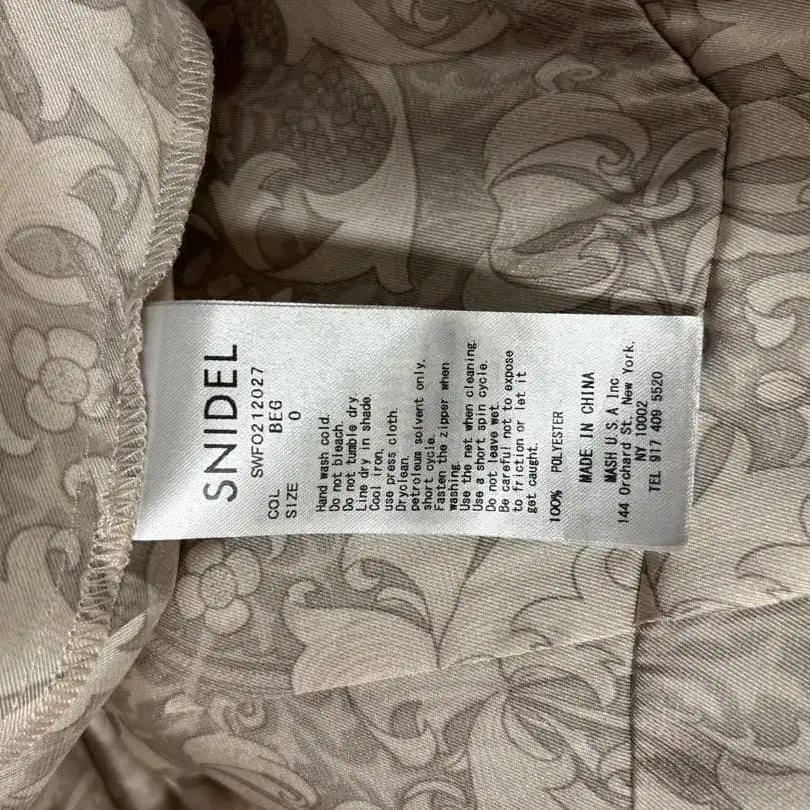 SNIDEL
SWFO212027
COL BEG
SIZE 0
Hand wash cold.
Do not bleach.
Do not tumble dry.
Line dry in shade.
Cool iron.
use press cloth.
Dryclean.
petroleum solvent only.
short cycle.
Fasten the zipper when
washing.
Use the net when cleaning.
Use a short spin cycle.
Do not leave wet.
Be careful not to expose
to friction or let it
get caught.
100% POLYESTER
MADE IN CHINA
MASH U.S.A Inc
144 Orchard St, New York,
NY 10002
TEL 917 409 5520